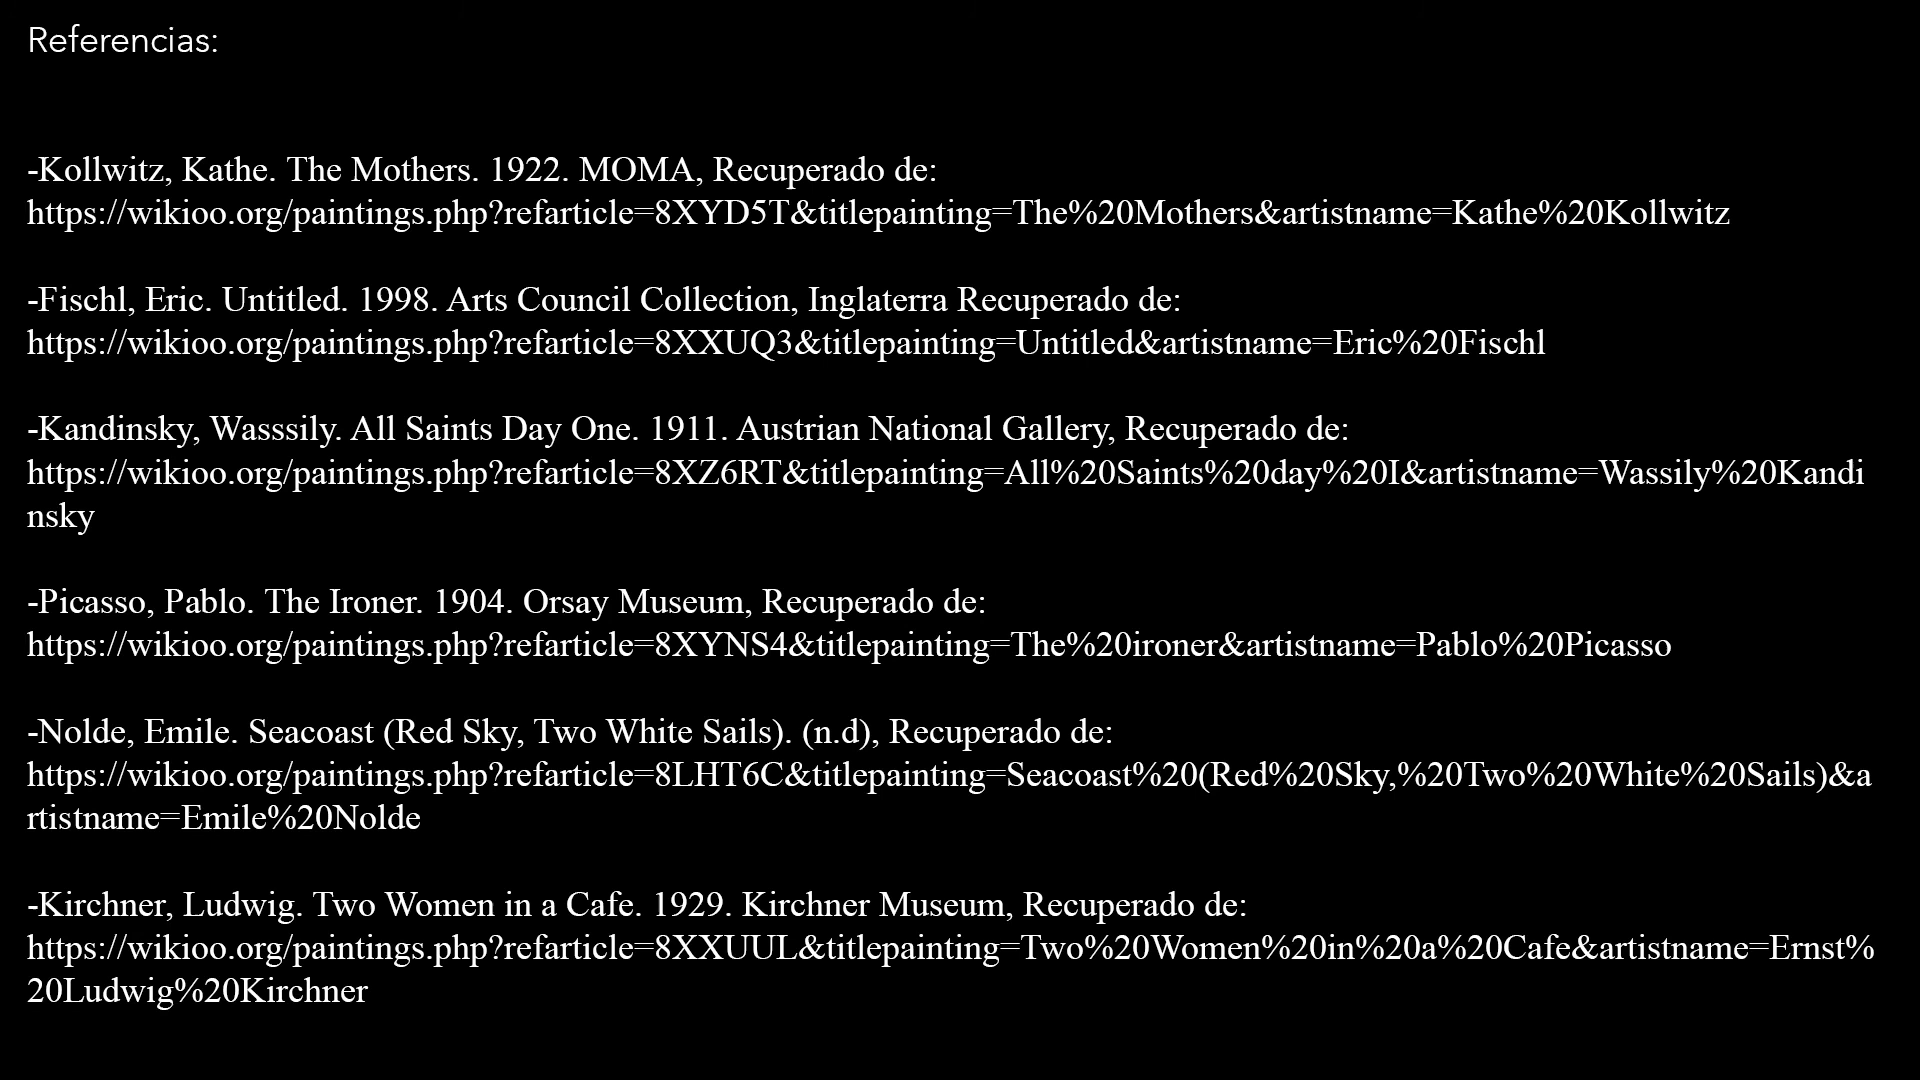 Referencias:
-Kollwitz, Kathe. The Mothers. 1922. MOMA, Recuperado de:
https://wikioo.org/paintings.php?refarticle=8XYD5T&titlepainting=The%20Mothers&artistname=Kathe%20Kollwitz
-Fischl, Eric. Untitled. 1998. Arts Council Collection, Inglaterra Recuperado de:
https://wikioo.org/paintings.php?refarticle=8XXUQ3&titlepainting=Untitled&artistname=Eric%20Fischl
-Kandinsky, Wasssily. All Saints Day One. 1911. Austrian National Gallery, Recuperado de:
https://wikioo.org/paintings.php?refarticle=8XZ6RT&titlepainting=All%20Saints%20day%20I&artistname=Wassily%20Kandi
nsky
-Picasso, Pablo. The Ironer. 1904. Orsay Museum, Recuperado de:
https://wikioo.org/paintings.php?refarticle=8XYNS4&titlepainting=The%20ironer&artistname=Pablo%20Picasso
-Nolde, Emile. Seacoast (Red Sky, Two White Sails). (n.d), Recuperado de:
https://wikioo.org/paintings.php?refarticle=8LHT6C&titlepainting=Seacoast%20(Red%20Sky,%20Two%20White%20Sails)&a
rtistname=Emile%20Nolde
-Kirchner, Ludwig. Two Women in a Cafe. 1929. Kirchner Museum, Recuperado de:
https://wikioo.org/paintings.php?refarticle=8XXUUL&titlepainting=Two%20Women%20in%20a%20Cafe&artistname=Ernst%
20Ludwig%20Kirchner